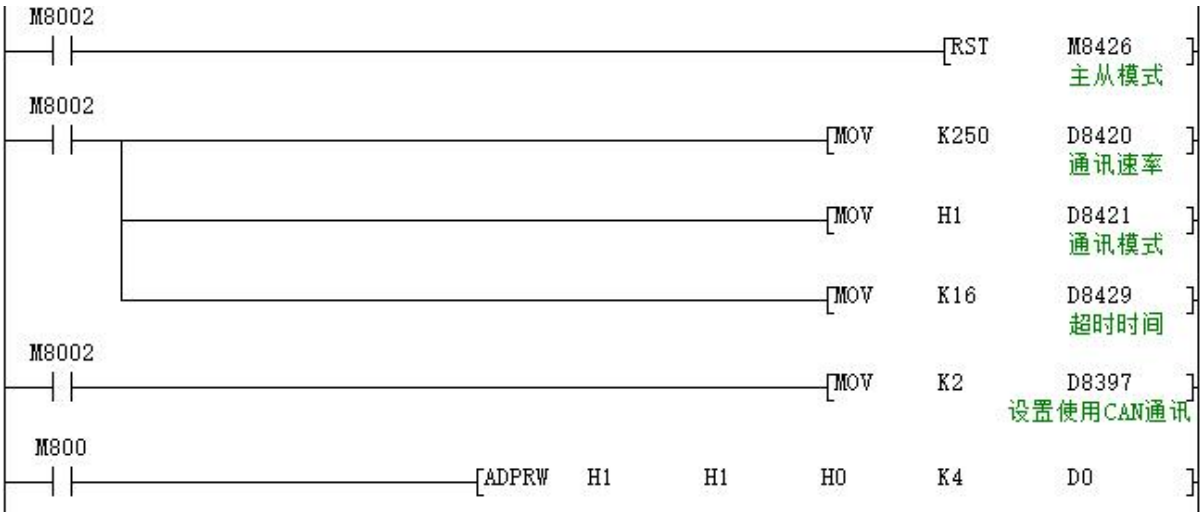 M8002
RST M8426
主从模式
M8002
MOV K250 D8420
通讯速率
MOV H1 D8421
通讯模式
MOV K16 D8429
超时时间
M8002
MOV K2 D8397
设置使用CAN通讯
M800
ADPRW H1 H1 H0 K4 D0